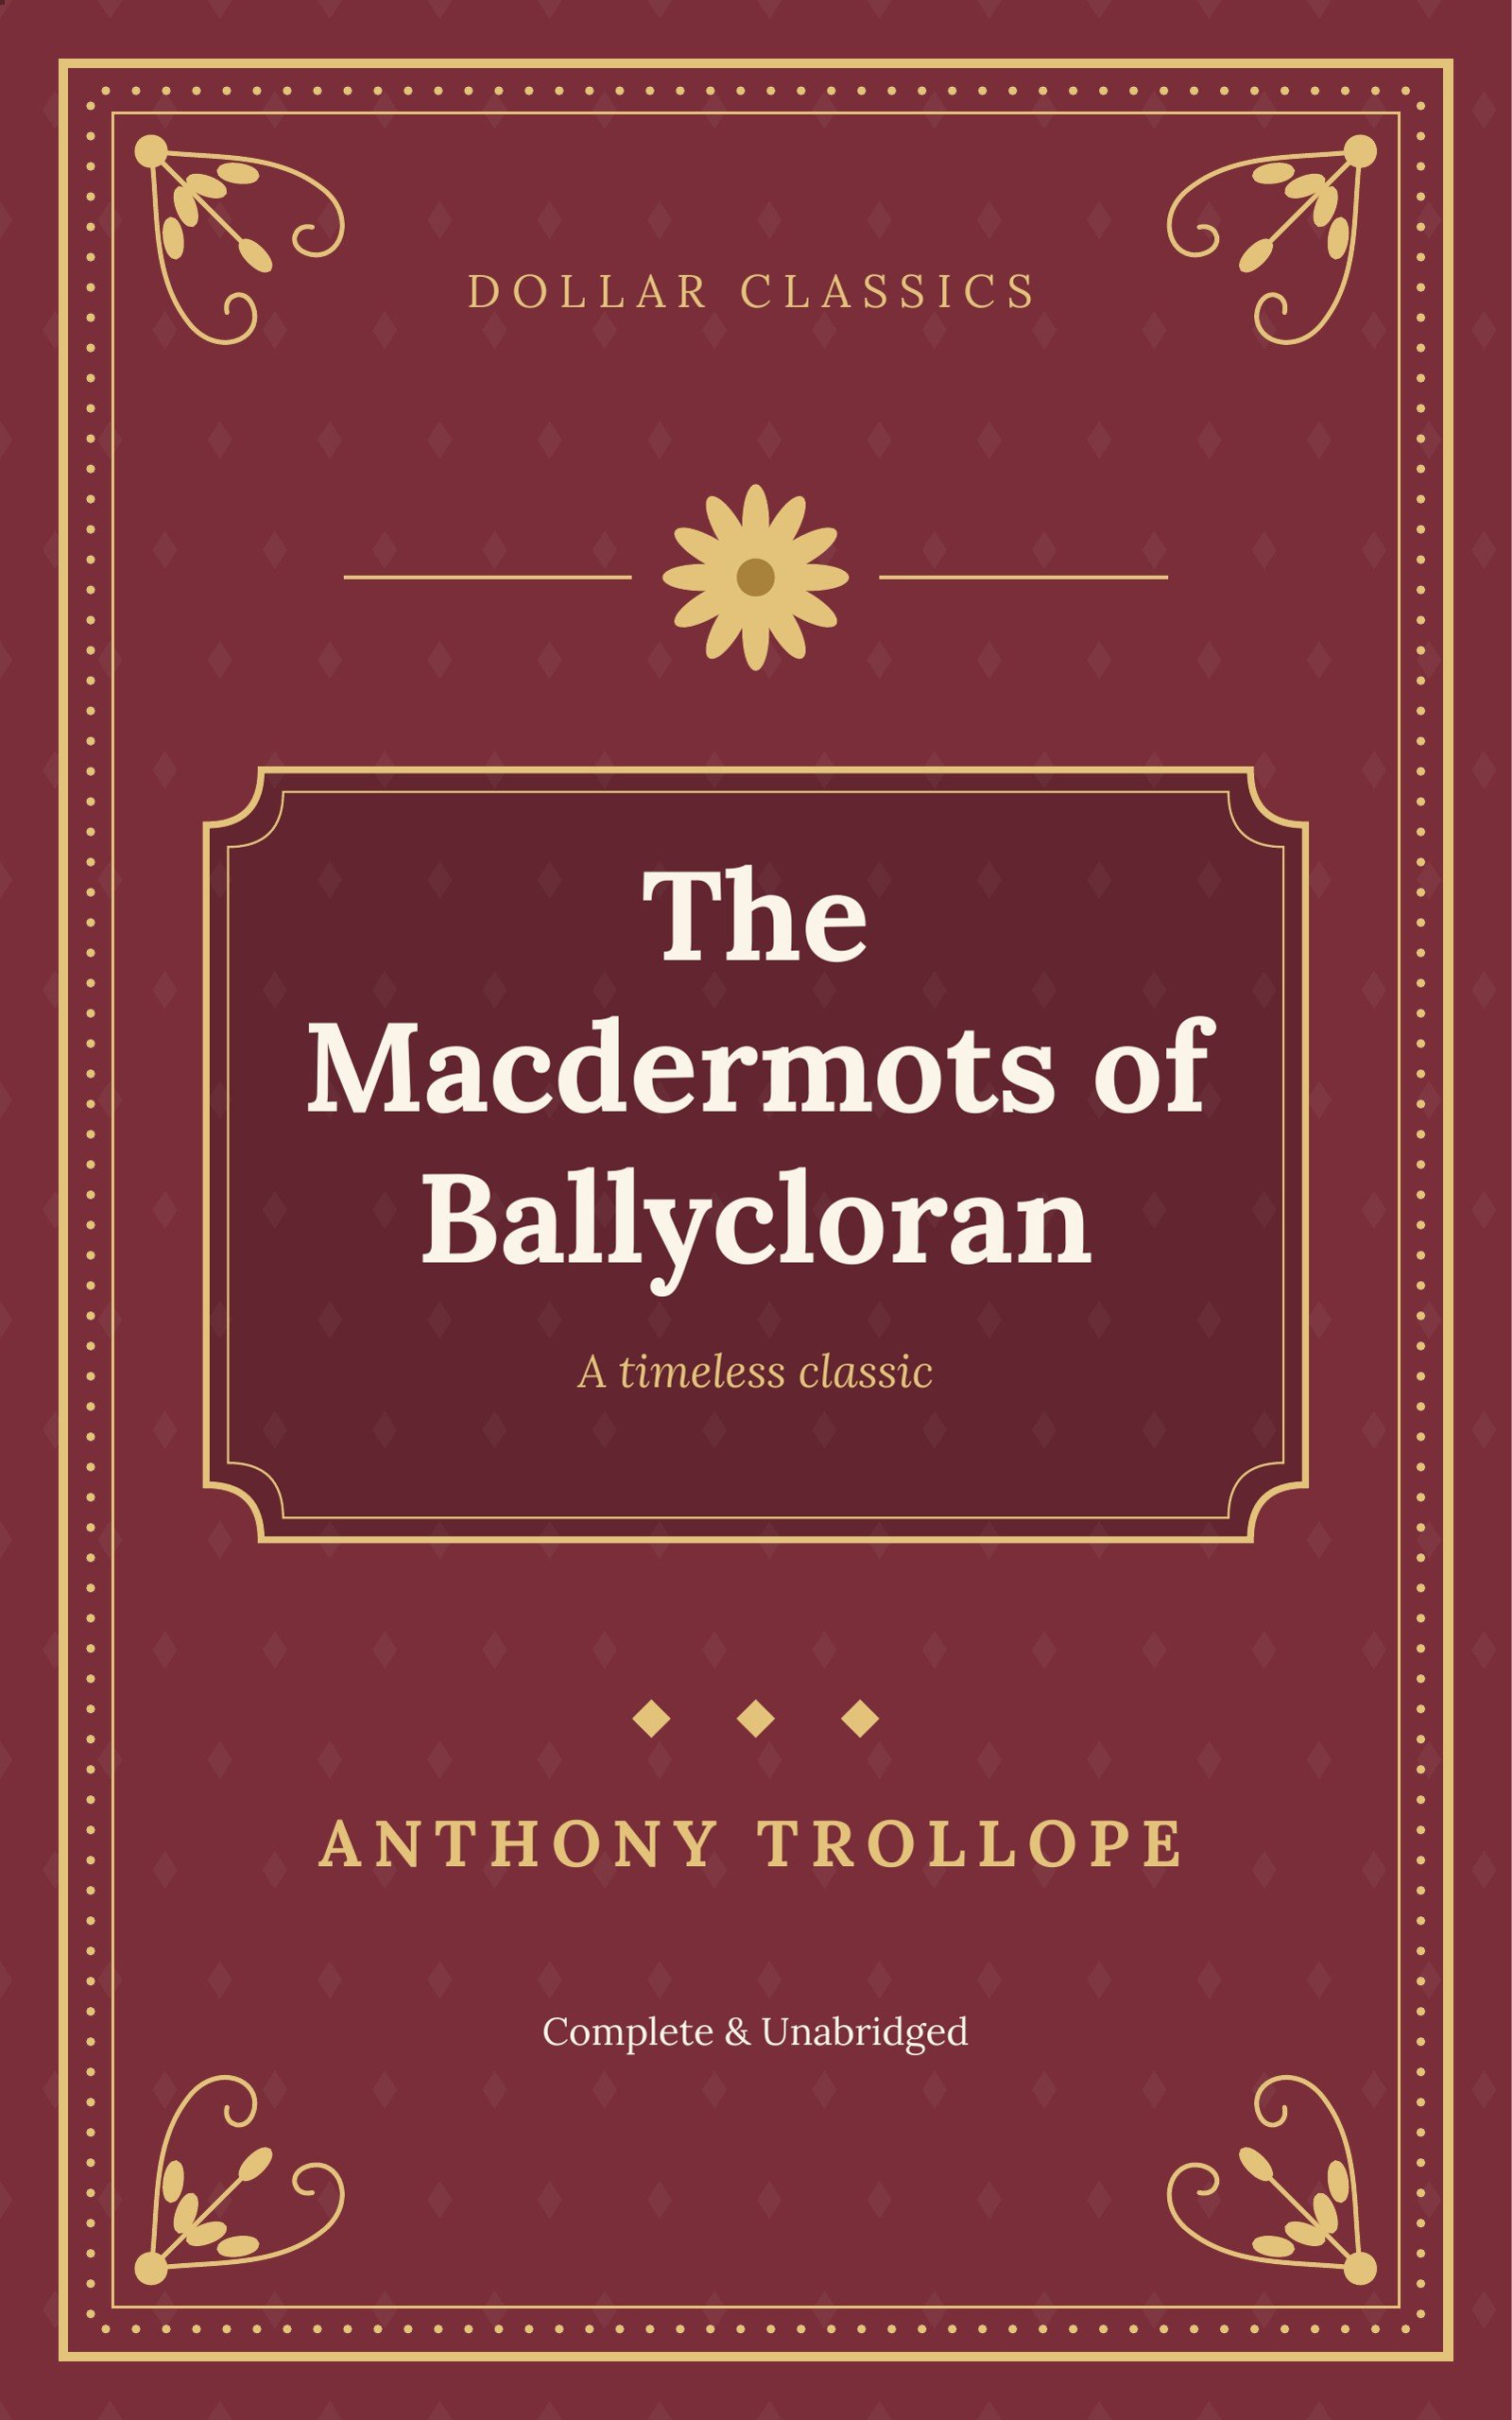 DOLLAR CLASSICS
The
Macdermots of
Ballycloran
A timeless classic
ANTHONY TROLLOPE
Complete & Unabridged